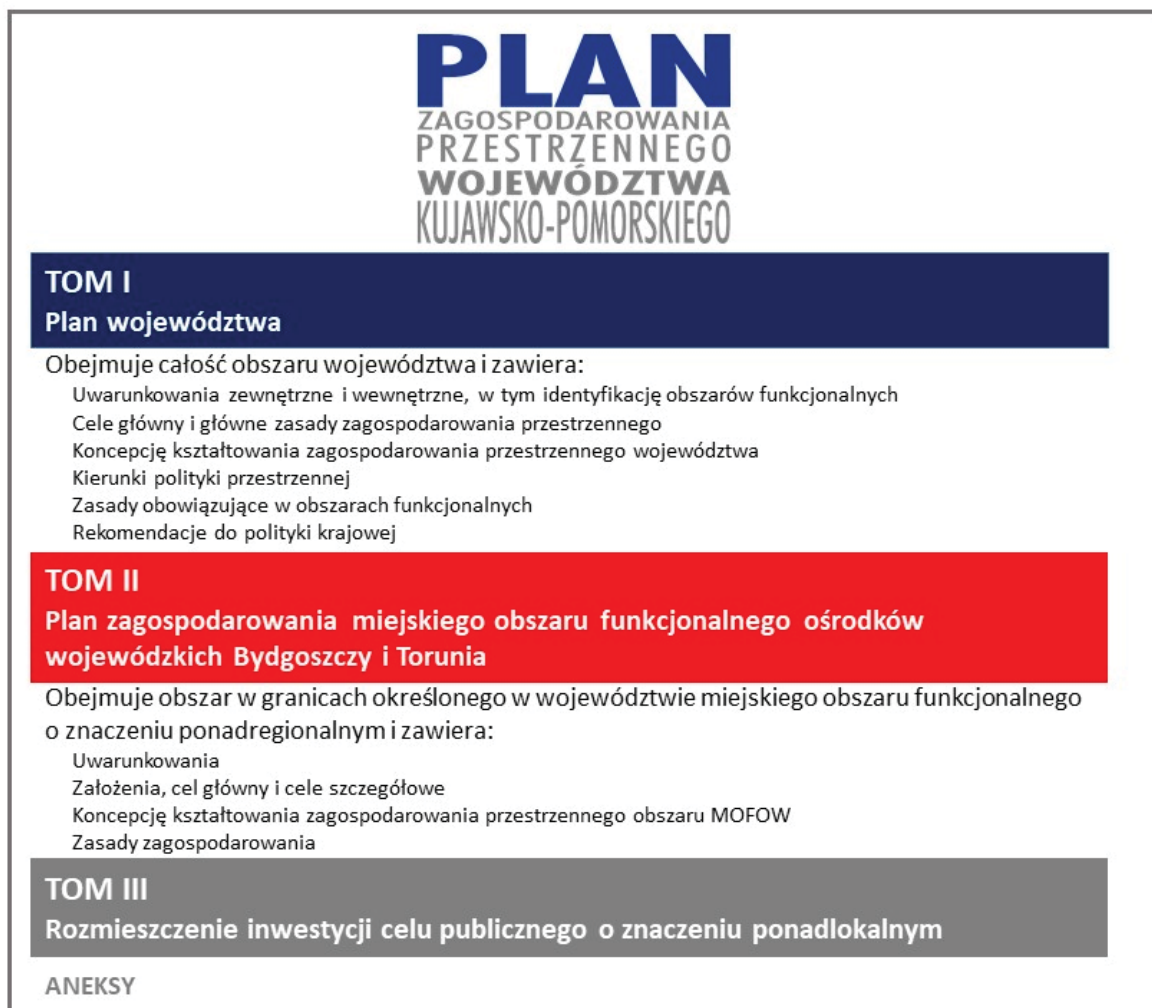 PLAN
ZAGOSPODAROWANIA
PRZESTRZENNEGO
WOJEWÓDZTWA
KUJAWSKO-POMORSKIEGO
TOM I
Plan województwa
Obejmuje całość obszaru województwa i zawiera:
Uwarunkowania zewnętrzne i wewnętrzne, w tym identyfikację obszarów funkcjonalnych
Cele główny i główne zasady zagospodarowania przestrzennego
Koncepcję kształtowania zagospodarowania przestrzennego województwa
Kierunki polityki przestrzennej
Zasady obowiązujące w obszarach funkcjonalnych
Rekomendacje do polityki krajowej
TOM II
Plan zagospodarowania miejskiego obszaru funkcjonalnego ośrodków
wojewódzkich Bydgoszczy i Torunia
Obejmuje obszar w granicach określonego w województwie miejskiego obszaru funkcjonalnego
o znaczeniu ponadregionalnym i zawiera:
Uwarunkowania
Założenia, cel główny i cele szczegółowe
Koncepcję kształtowania zagospodarowania przestrzennego obszaru MOFOW
Zasady zagospodarowania
TOM III
Rozmieszczenie inwestycji celu publicznego o znaczeniu ponadlokalnym
ANEKSY